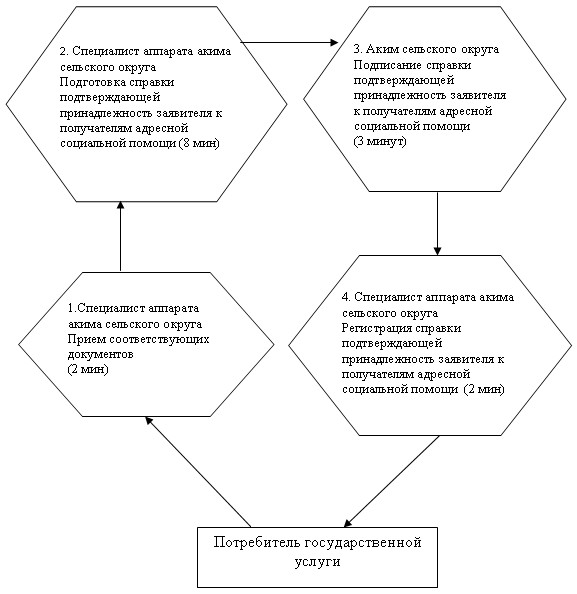 2. Специалист аппарата акима
сельского округа
Подготовка справки
подтверждающей
принадлежность заявителя к
получателям адресной
социальной помощи (8 мин)
3. Аким сельского округа
Подписание справки
подтверждающей
принадлежность заявителя
к получателям адресной
социальной помощи
(3 минут)
1.Специалист аппарата
акима сельского округа
Прием соответствующих
документов
(2 мин)
4. Специалист аппарата акима
сельского округа
Регистрация справки
подтверждающей
принадлежность заявителя к
получателям адресной
социальной помощи (2 мин)
Потребитель государственной
услуги